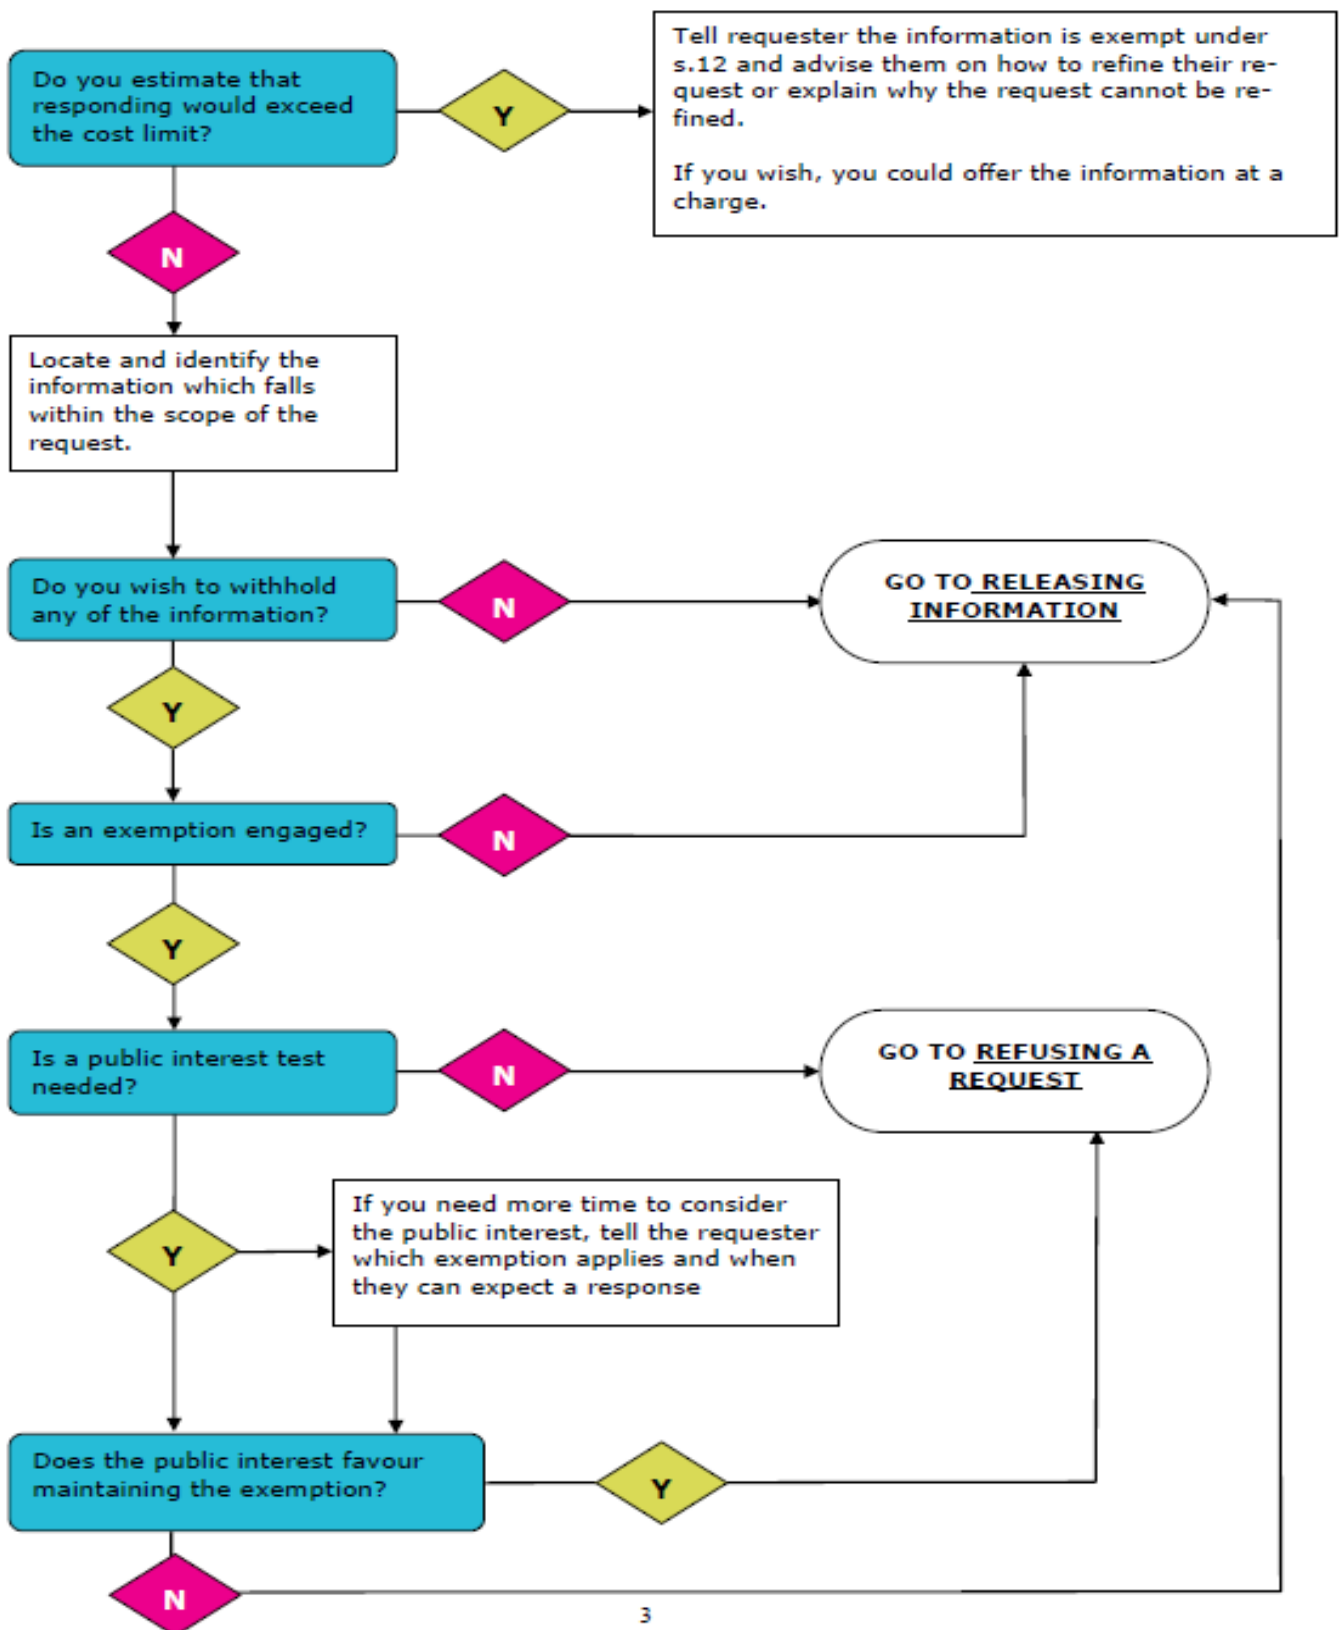 Do you estimate that
responding would exceed
the cost limit?
Y
Tell requester the information is exempt under
s.12 and advise them on how to refine their re-
quest or explain why the request cannot be re-
fined.
If you wish, you could offer the information at a
charge.
N
Locate and identify the
information which falls
within the scope of the
request.
Do you wish to withhold
any of the information?
N
GO TO RELEASING
INFORMATION
Y
Is an exemption engaged?
N
Y
Is a public interest test
needed?
N
GO TO REFUSING A
REQUEST
Y
If you need more time to consider
the public interest, tell the requester
which exemption applies and when
they can expect a response
Does the public interest favour
maintaining the exemption?
Y
N
3